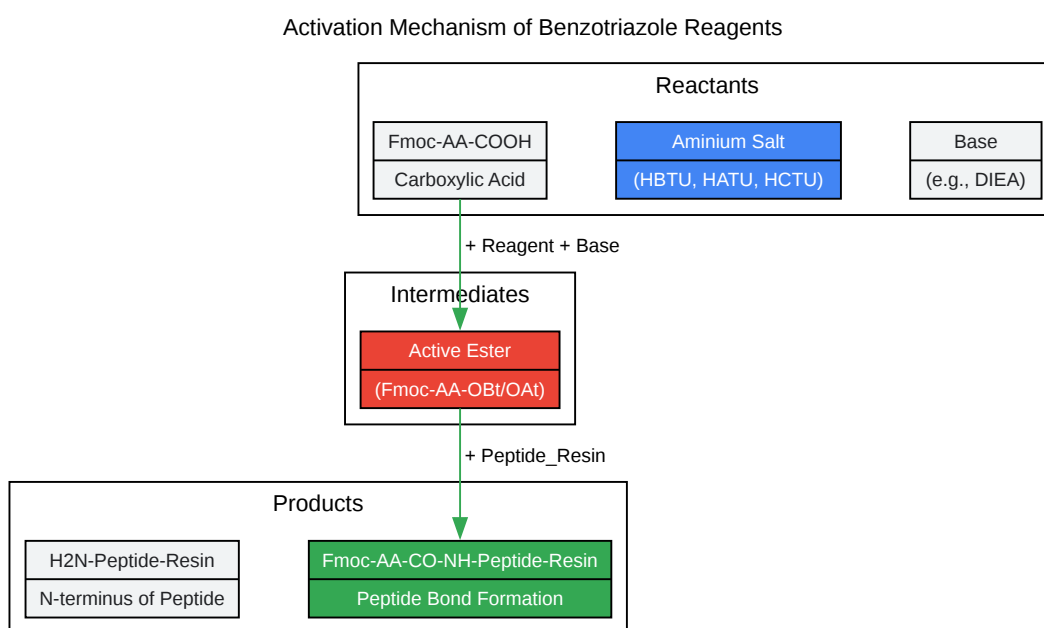 Activation Mechanism of Benzotriazole Reagents
Reactants
Fmoc-AA-COOH
Carboxylic Acid
Aminium Salt
(HBTU, HATU, HCTU)
Base
(e.g., DIEA)
+ Reagent + Base
Intermediates
Active Ester
(Fmoc-AA-OBt/OAt)
+ Peptide_Resin
Products
H2N-Peptide-Resin
N-terminus of Peptide
Fmoc-AA-CO-NH-Peptide-Resin
Peptide Bond Formation